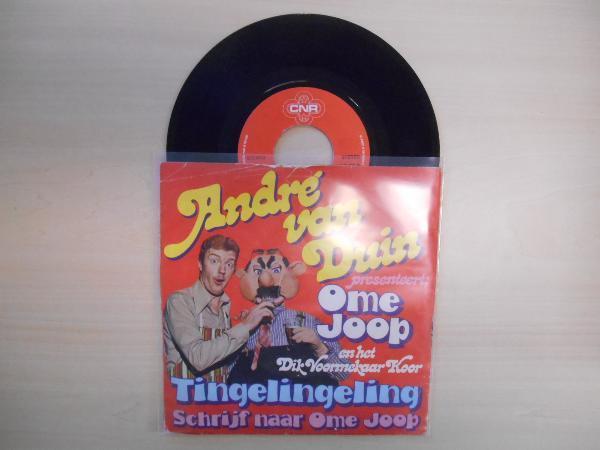 CNR
André
van
Duin
presenteert:
Ome
Joop
en het
Dik Voormekaar Koor
Tingelingeling
Schrijf naar Ome Joop